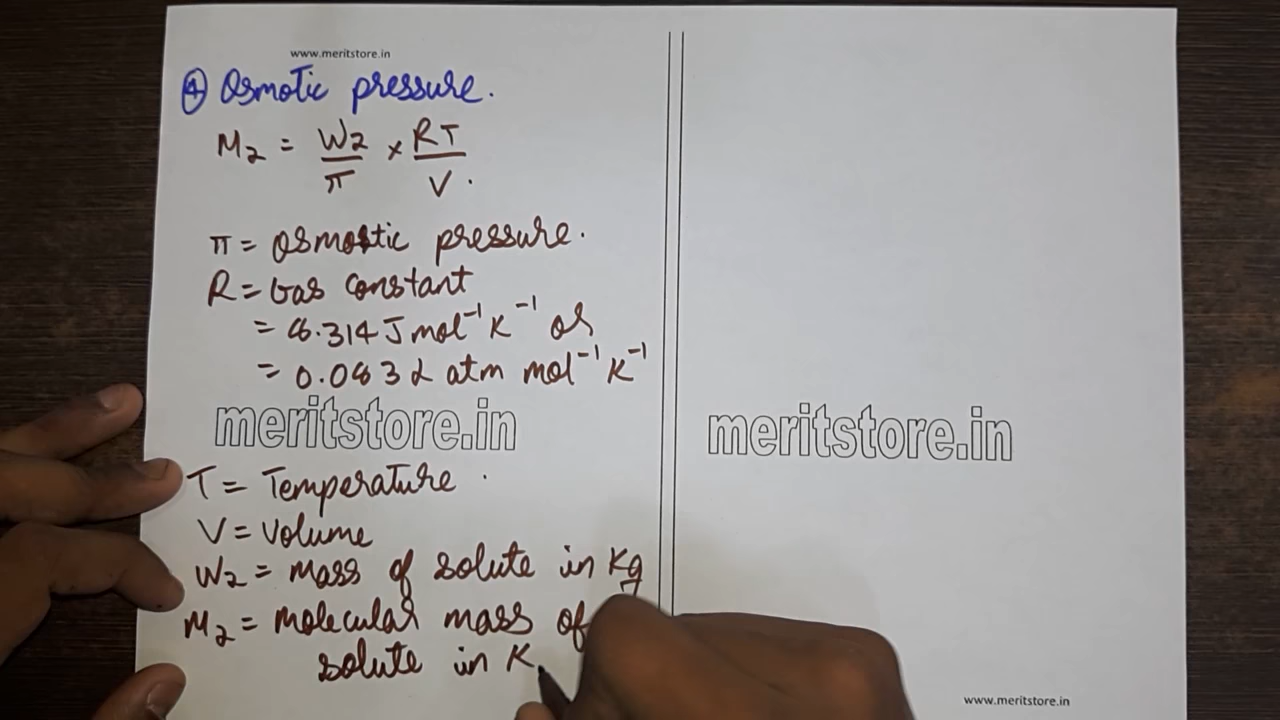 www.meritstore.in
④ Osmotic pressure.
M₂ = W₂/π × RT/V.
π = Osmostic pressure.
R = Gas constant
= 8.314 J mol⁻¹ K⁻¹ or
= 0.083 L atm mol⁻¹ K⁻¹
meritstore.in
T = Temperature.
V = Volume
W₂ = mass of solute in Kg
M₂ = molecular mass of
solute in K
meritstore.in
www.meritstore.in